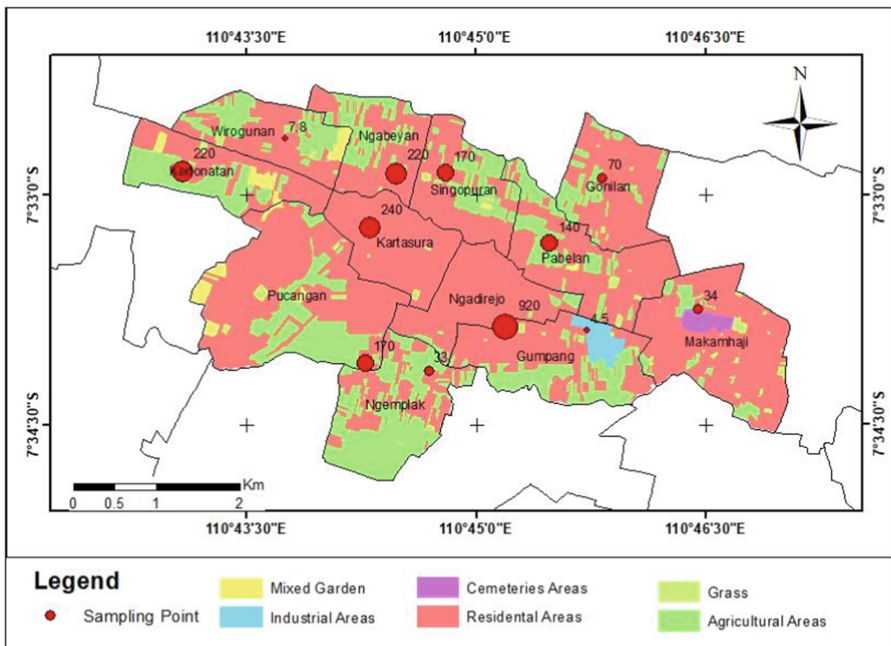 110°43'30"E 110°45'0"E 110°46'30"E
N
Wirogunan 7.8 Ngabeyan
220 220 170 70
Kertonatan Singopuran Gonilan
7°33'0"S 7°33'0"S
240 140
Kartasura Pabelan
Pucangan Ngadirejo 920 4.5 34
Gumpang Makamhaji
170 33
Ngemplak
7°34'30"S 7°34'30"S
Km
0 0.5 1 2
110°43'30"E 110°45'0"E 110°46'30"E
Legend
Sampling Point
Mixed Garden
Industrial Areas
Cemeteries Areas
Residental Areas
Grass
Agricultural Areas